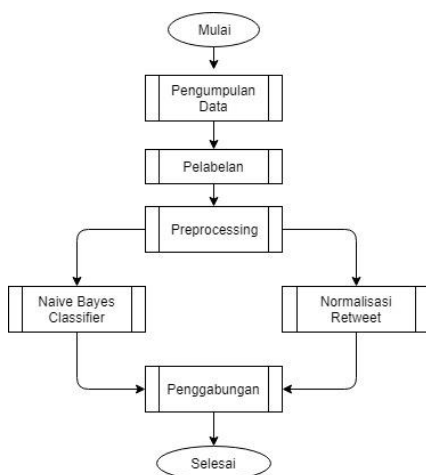 Mulai
Pengumpulan
Data
Pelabelan
Preprocessing
Naive Bayes
Classifier
Normalisasi
Retweet
Penggabungan
Selesai